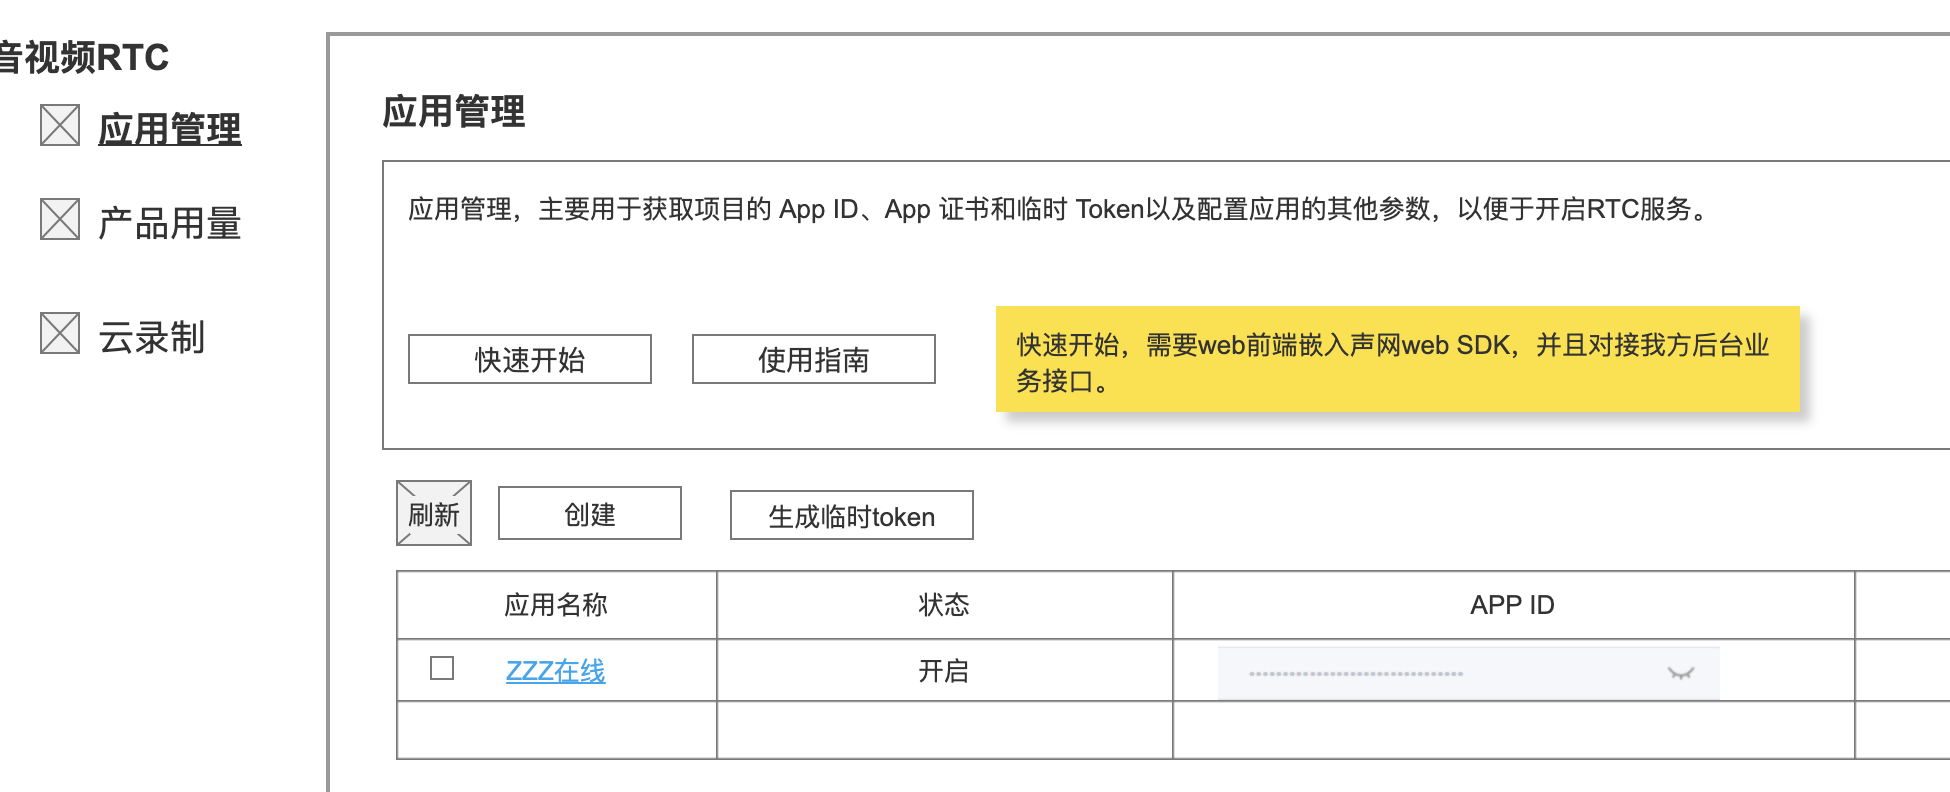 音视频RTC
应用管理
产品用量
云录制
应用管理
应用管理，主要用于获取项目的 App ID、App 证书和临时 Token以及配置应用的其他参数，以便于开启RTC服务。
快速开始
使用指南
快速开始，需要web前端嵌入声网web SDK，并且对接我方后台业
务接口。
刷新
创建
生成临时token
应用名称
状态
APP ID
ZZZ在线
开启